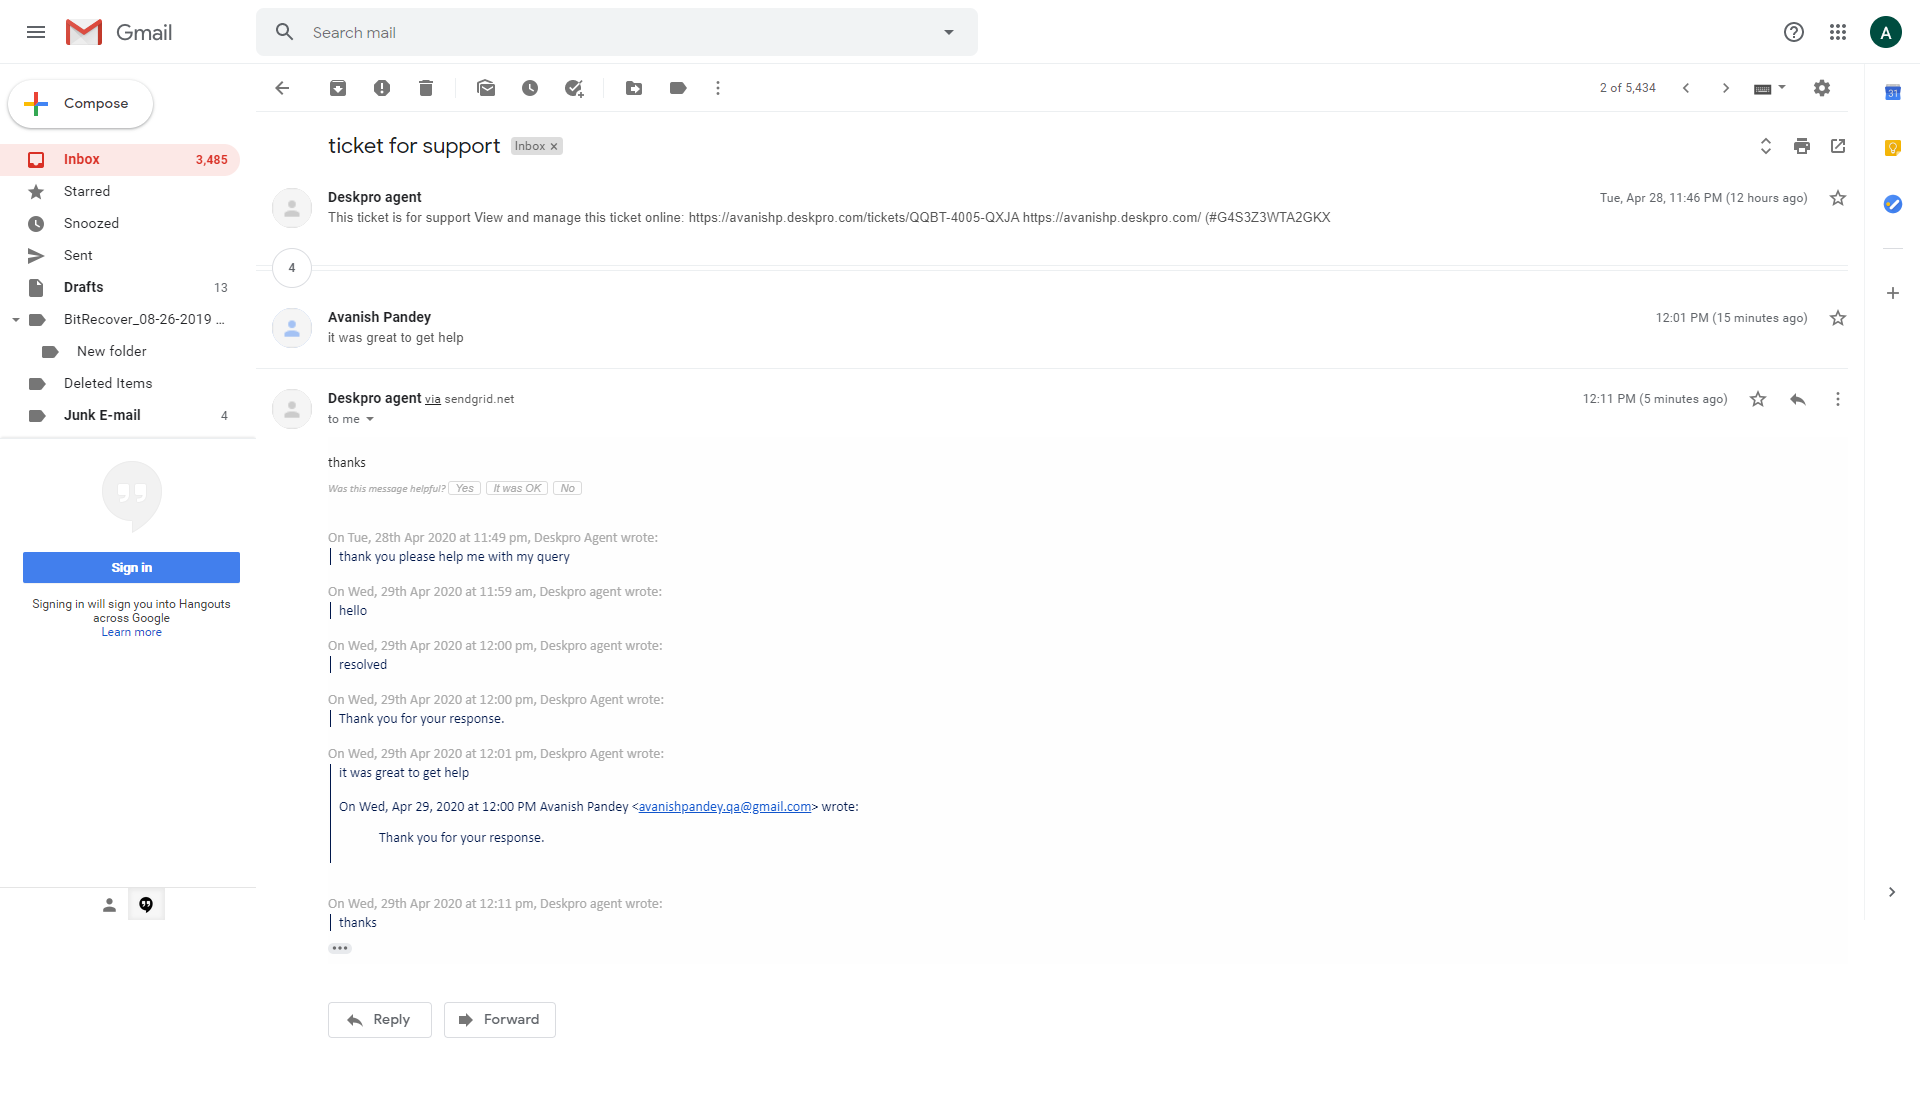 Gmail
Search mail
A
Compose
2 of 5,434
31
Inbox 3,485
Starred
Snoozed
Sent
Drafts 13
BitRecover_08-26-2019 ...
New folder
Deleted Items
Junk E-mail 4
Sign in
Signing in will sign you into Hangouts
across Google
Learn more
ticket for support Inbox x
Deskpro agent Tue, Apr 28, 11:46 PM (12 hours ago)
This ticket is for support View and manage this ticket online: https://avanishp.deskpro.com/tickets/QQBT-4005-QXJA https://avanishp.deskpro.com/ (#G4S3Z3WTA2GKX
4
Avanish Pandey 12:01 PM (15 minutes ago)
it was great to get help
Deskpro agent via sendgrid.net 12:11 PM (5 minutes ago)
to me
thanks
Was this message helpful? Yes It was OK No
On Tue, 28th Apr 2020 at 11:49 pm, Deskpro Agent wrote:
thank you please help me with my query
On Wed, 29th Apr 2020 at 11:59 am, Deskpro agent wrote:
hello
On Wed, 29th Apr 2020 at 12:00 pm, Deskpro agent wrote:
resolved
On Wed, 29th Apr 2020 at 12:00 pm, Deskpro Agent wrote:
Thank you for your response.
On Wed, 29th Apr 2020 at 12:01 pm, Deskpro Agent wrote:
it was great to get help
On Wed, Apr 29, 2020 at 12:00 PM Avanish Pandey <avanishpandey.qa@gmail.com> wrote:
Thank you for your response.
On Wed, 29th Apr 2020 at 12:11 pm, Deskpro agent wrote:
thanks
Reply
Forward